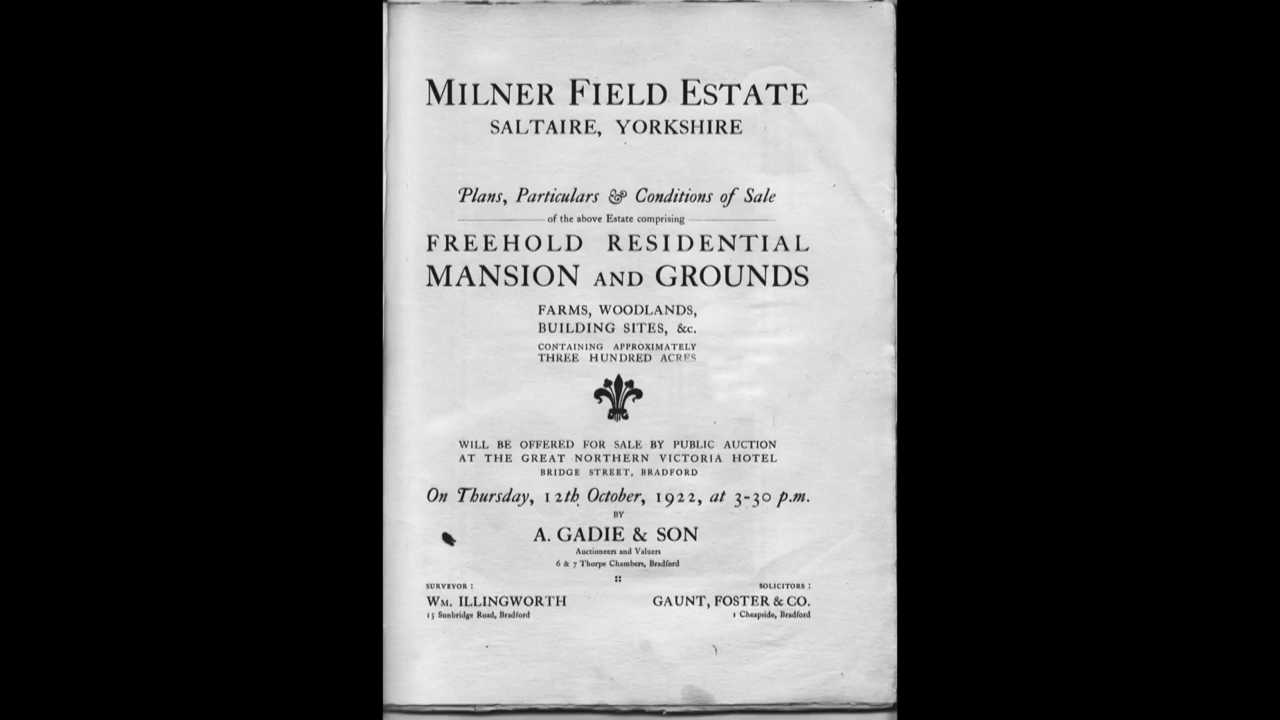 MILNER FIELD ESTATE
SALTAIRE, YORKSHIRE
Plans, Particulars & Conditions of Sale
of the above Estate comprising
FREEHOLD RESIDENTIAL
MANSION AND GROUNDS
FARMS, WOODLANDS,
BUILDING SITES, &c.
CONTAINING APPROXIMATELY
THREE HUNDRED ACRES
WILL BE OFFERED FOR SALE BY PUBLIC AUCTION
AT THE GREAT NORTHERN VICTORIA HOTEL
BRIDGE STREET, BRADFORD
On Thursday, 12th October, 1922, at 3-30 p.m.
BY
A. GADIE & SON
Auctioneers and Valuers
6 & 7 Thorpe Chambers, Bradford
SURVEYOR :
WM. ILLINGWORTH
15 Sunbridge Road, Bradford
SOLICITORS :
GAUNT, FOSTER & CO.
1 Cheapside, Bradford